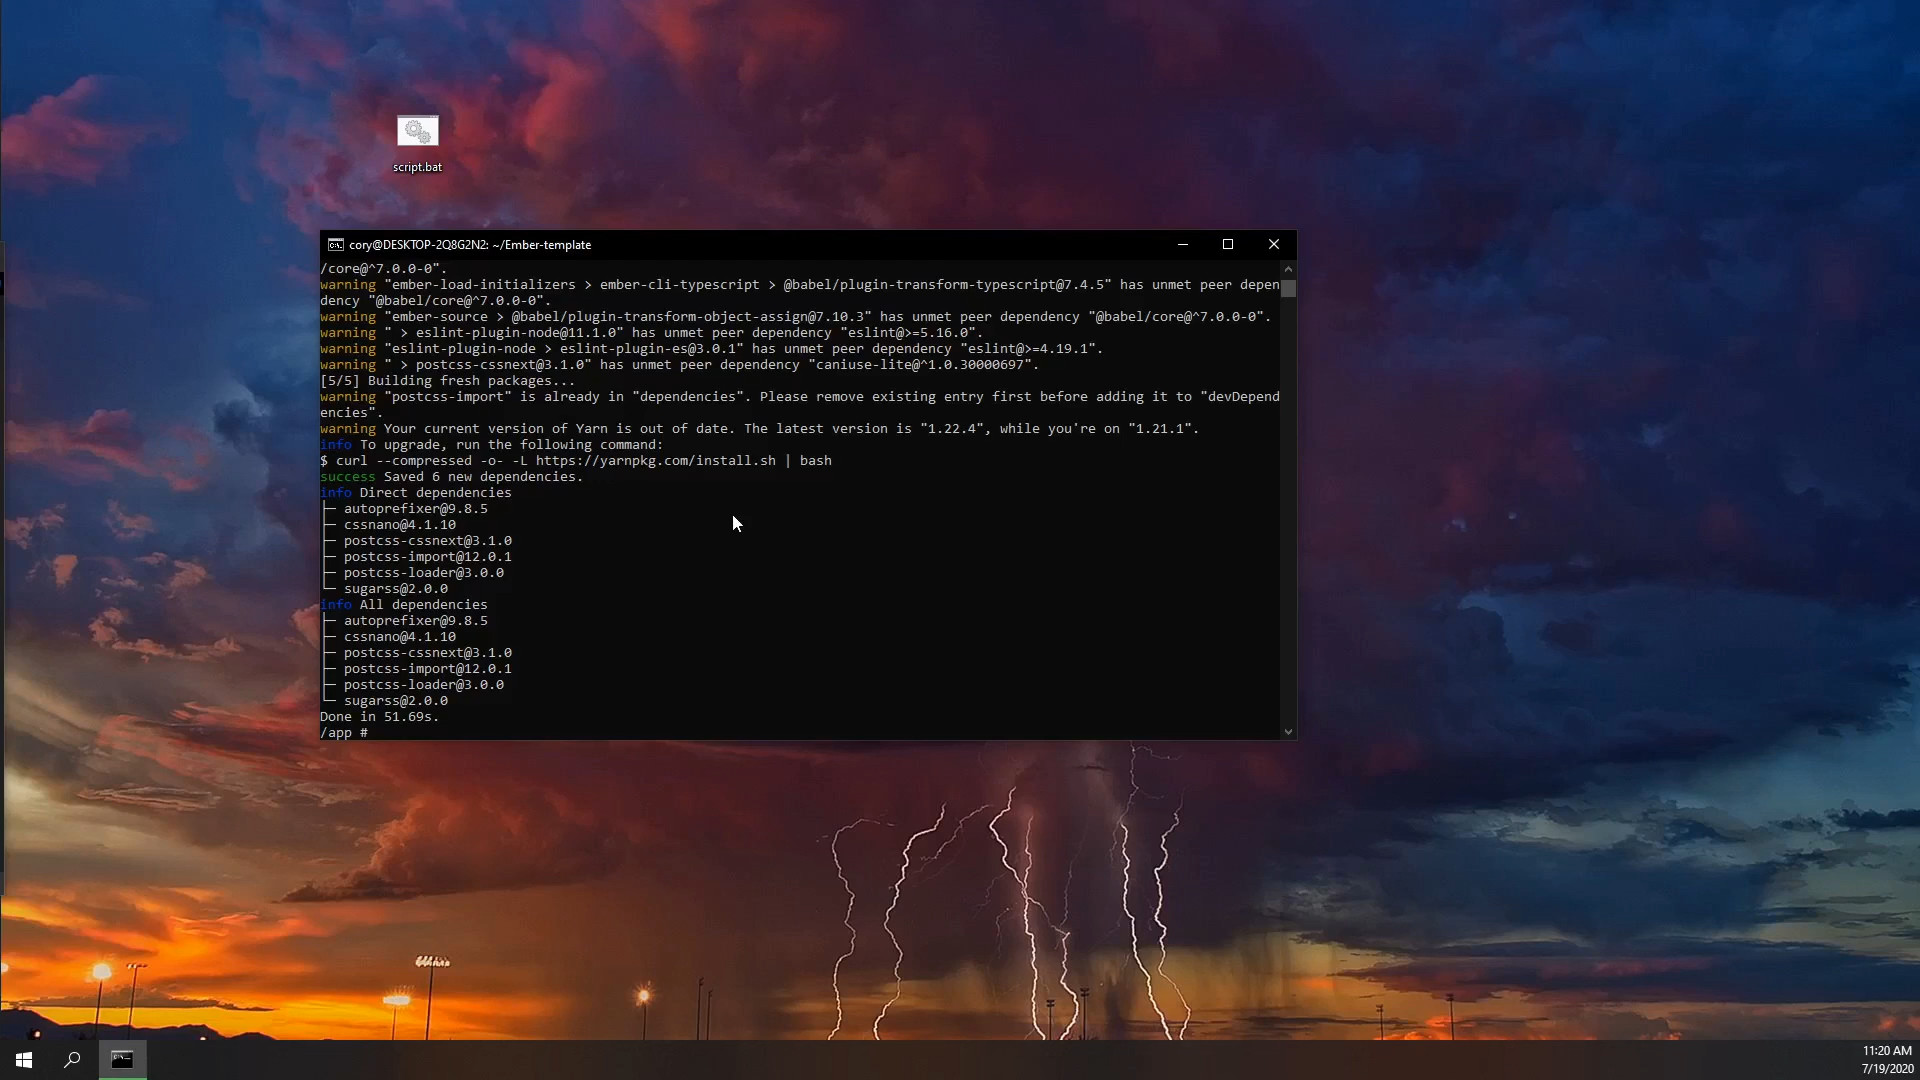 script.bat
cory@DESKTOP-2Q8G2N2: ~/Ember-template
/core@^7.0.0-0".
warning "ember-load-initializers > ember-cli-typescript > @babel/plugin-transform-typescript@7.4.5" has unmet peer depen
dency "@babel/core@^7.0.0-0".
warning "ember-source > @babel/plugin-transform-object-assign@7.10.3" has unmet peer dependency "@babel/core@^7.0.0-0".
warning " > eslint-plugin-node@11.1.0" has unmet peer dependency "eslint@>=5.16.0".
warning "eslint-plugin-node > eslint-plugin-es@3.0.1" has unmet peer dependency "eslint@>=4.19.1".
warning " > postcss-cssnext@3.1.0" has unmet peer dependency "caniuse-lite@^1.0.30000697".
[5/5] Building fresh packages...
warning "postcss-import" is already in "dependencies". Please remove existing entry first before adding it to "devDepend
encies".
warning Your current version of Yarn is out of date. The latest version is "1.22.4", while you're on "1.21.1".
info To upgrade, run the following command:
$ curl --compressed -o- -L https://yarnpkg.com/install.sh | bash
success Saved 6 new dependencies.
info Direct dependencies
├─ autoprefixer@9.8.5
├─ cssnano@4.1.10
├─ postcss-cssnext@3.1.0
├─ postcss-import@12.0.1
├─ postcss-loader@3.0.0
└─ sugarss@2.0.0
info All dependencies
├─ autoprefixer@9.8.5
├─ cssnano@4.1.10
├─ postcss-cssnext@3.1.0
├─ postcss-import@12.0.1
├─ postcss-loader@3.0.0
└─ sugarss@2.0.0
Done in 51.69s.
/app #
11:20 AM
7/19/2020